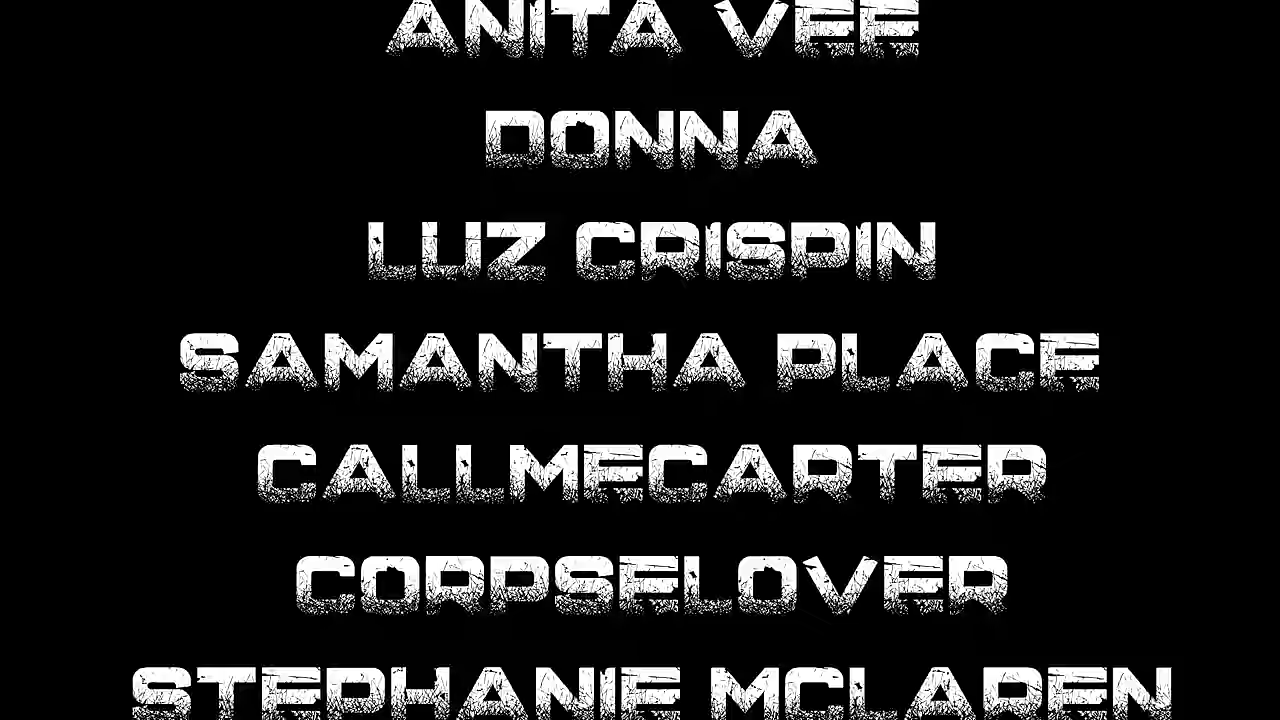 ANITA VEE
DONNA
LUZ CRISPIN
SAMANTHA PLACE
CALLMECARTER
CORPSELOVER
STEPHANIE MCLAREN